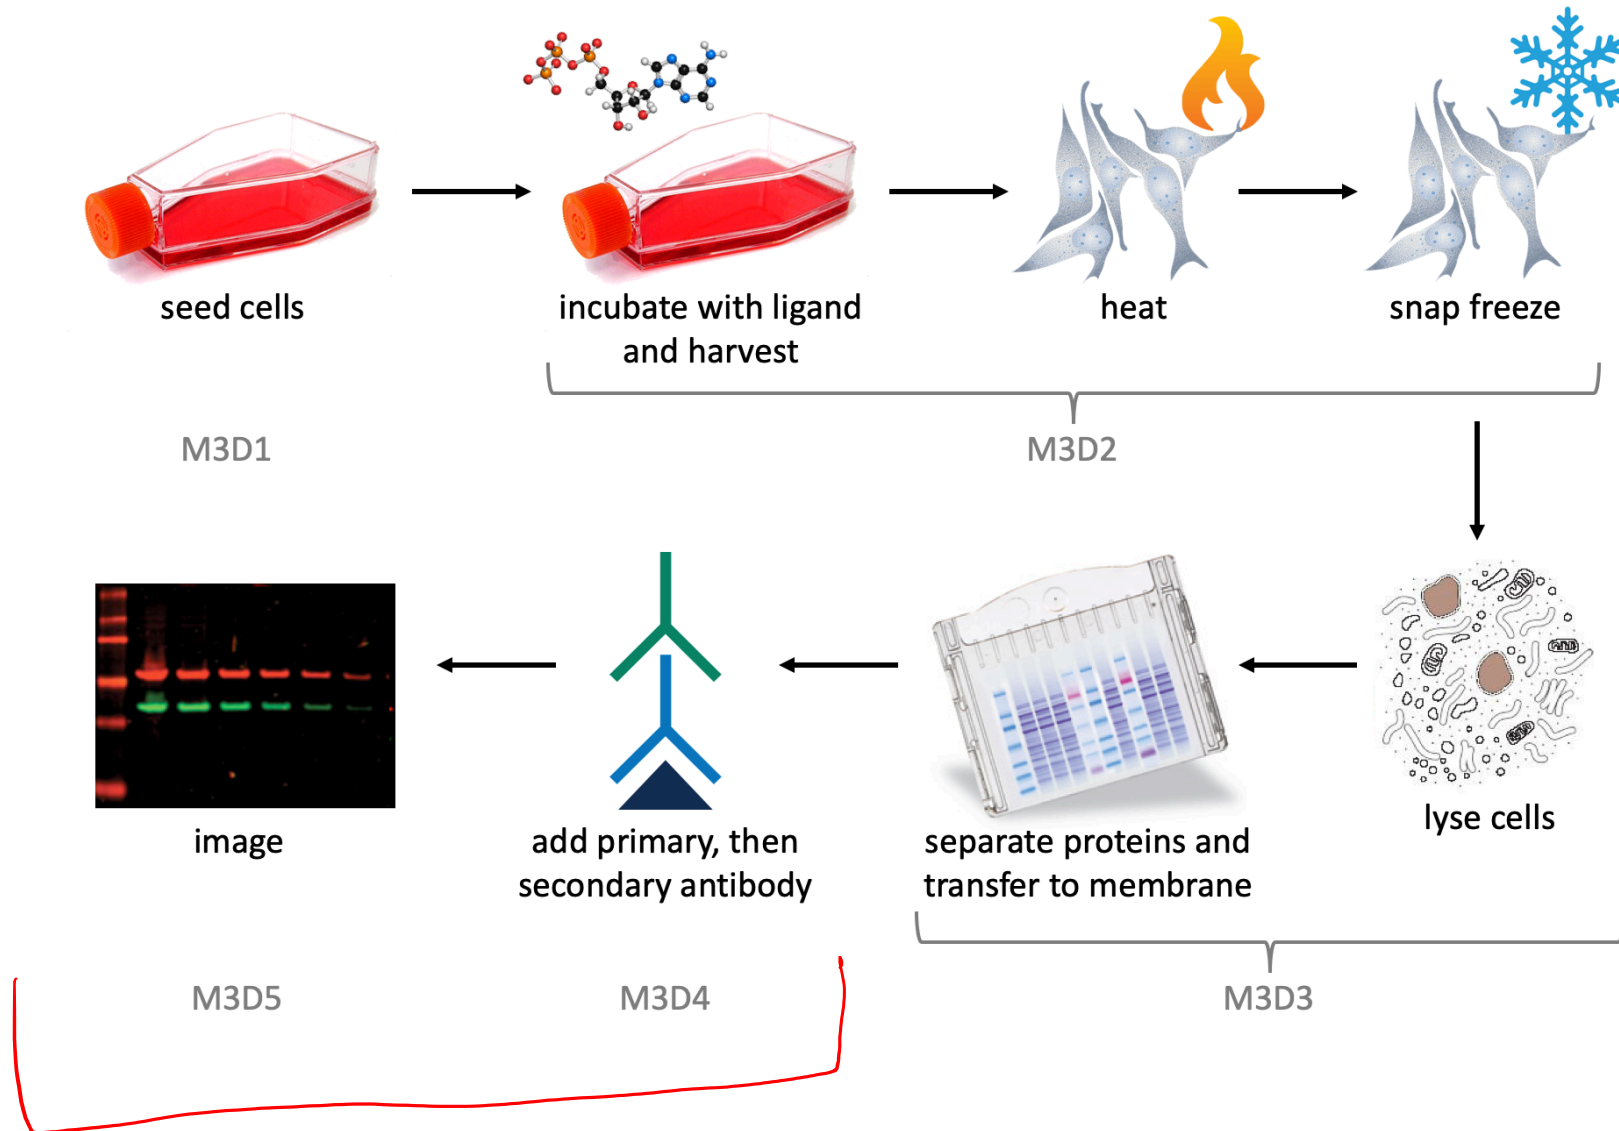 seed cells
incubate with ligand
and harvest
heat
snap freeze
M3D1
M3D2
image
add primary, then
secondary antibody
separate proteins and
transfer to membrane
lyse cells
M3D5
M3D4
M3D3